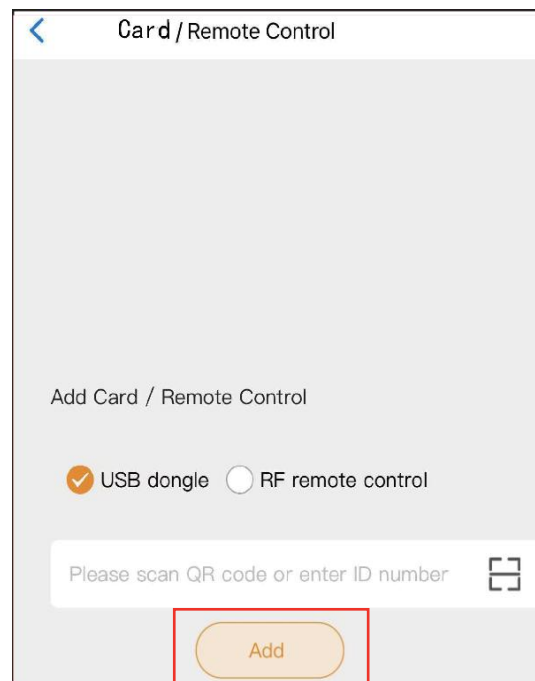 Card / Remote Control
Add Card / Remote Control
USB dongle RF remote control
Please scan QR code or enter ID number
Add